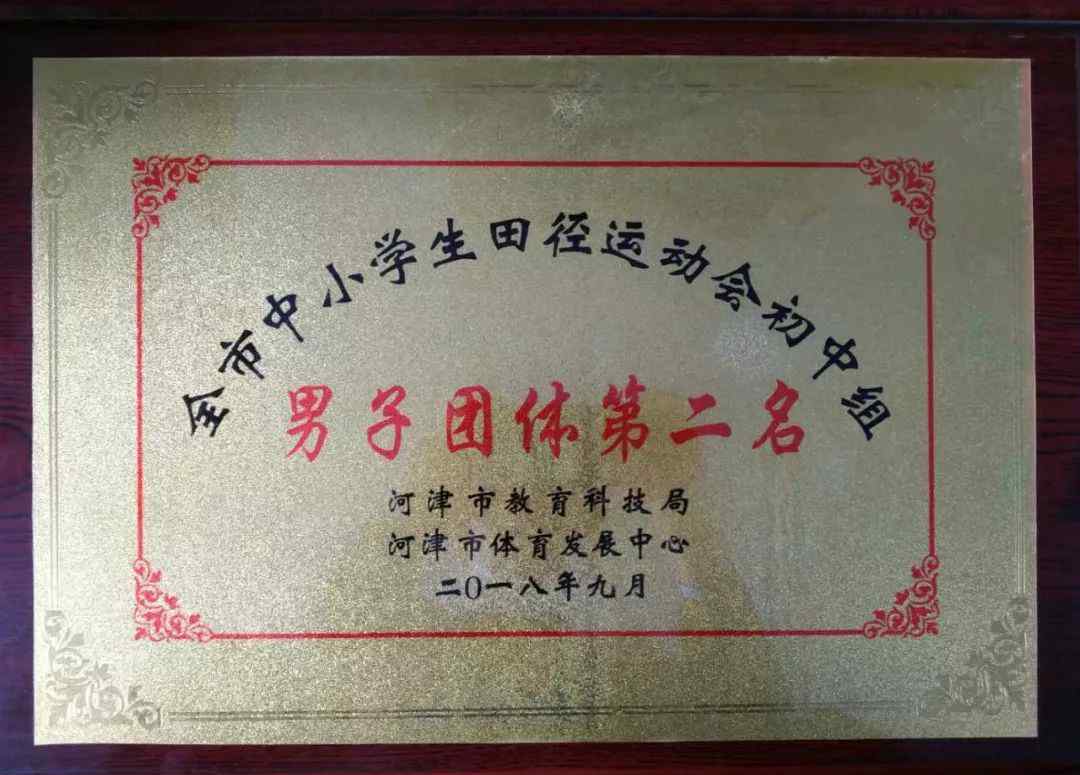 全市中小学生田径运动会初中组
男子团体第二名
河津市教育科技局
河津市体育发展中心
二〇一八年九月